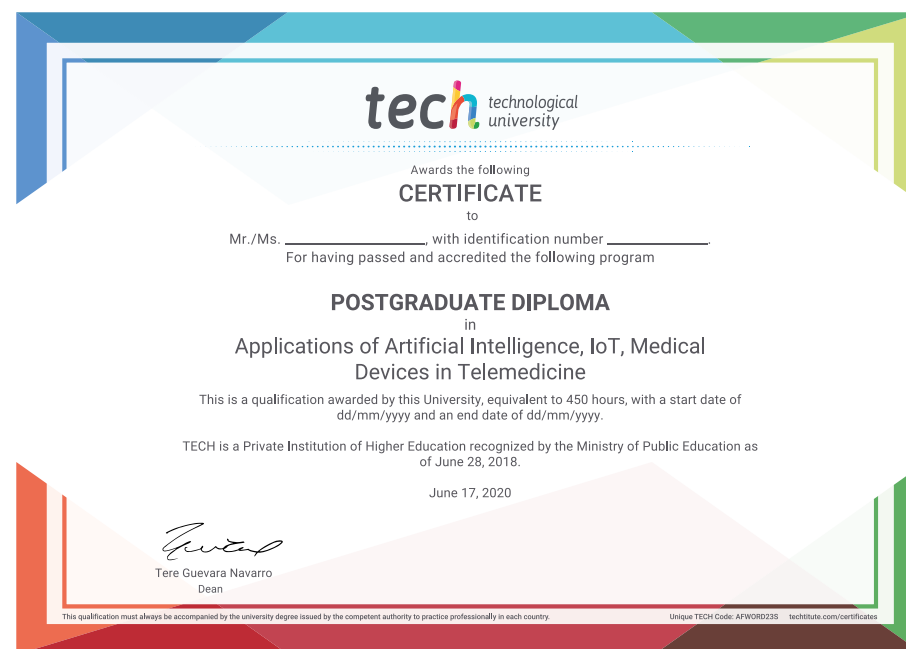 tech technological
university
Awards the following
CERTIFICATE
to
Mr./Ms. ____________________, with identification number ______________.
For having passed and accredited the following program
POSTGRADUATE DIPLOMA
in
Applications of Artificial Intelligence, IoT, Medical
Devices in Telemedicine
This is a qualification awarded by this University, equivalent to 450 hours, with a start date of
dd/mm/yyyy and an end date of dd/mm/yyyy.
TECH is a Private Institution of Higher Education recognized by the Ministry of Public Education as
of June 28, 2018.
June 17, 2020
Tere Guevara Navarro
Dean
This qualification must always be accompanied by the university degree issued by the competent authority to practice professionally in each country.
Unique TECH Code: AFWORD23S techtitute.com/certificates